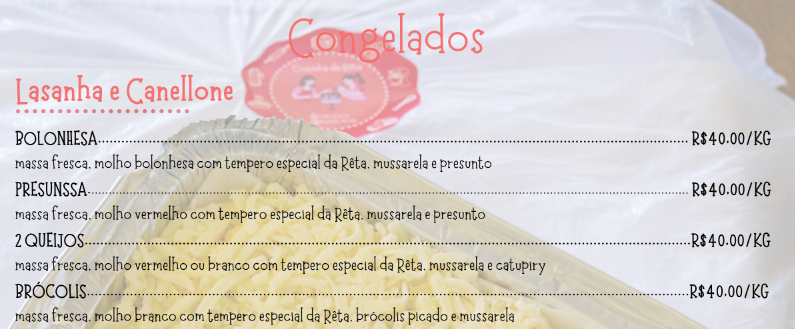 Congelados
Lasanha e Canellone
BOLONHESA R$40.00/KG
massa fresca, molho bolonhesa com tempero especial da Rêta, mussarela e presunto
PRESUNSSA R$40.00/KG
massa fresca, molho vermelho com tempero especial da Rêta, mussarela e presunto
2 QUEIJOS R$40.00/KG
massa fresca, molho vermelho ou branco com tempero especial da Rêta, mussarela e catupiry
BRÓCOLIS R$40.00/KG
massa fresca, molho branco com tempero especial da Rêta, brócolis picado e mussarela